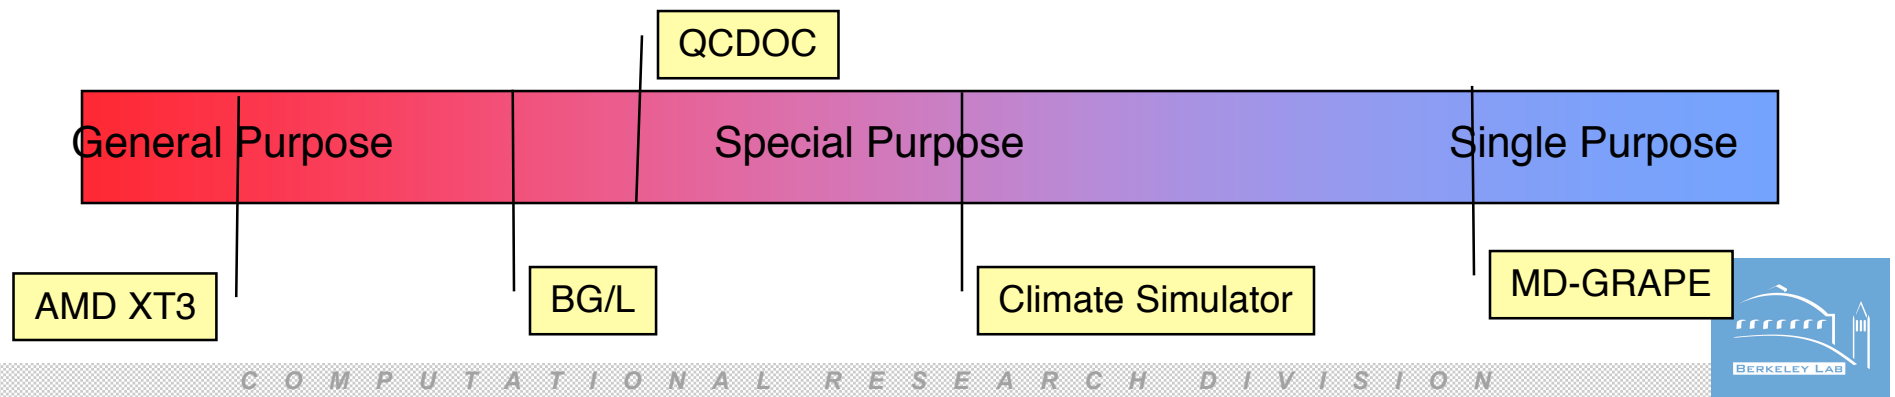 QCDOC
General Purpose
Special Purpose
Single Purpose
AMD XT3
BG/L
Climate Simulator
MD-GRAPE
BERKELEY LAB
COMPUTATIONAL RESEARCH DIVISION